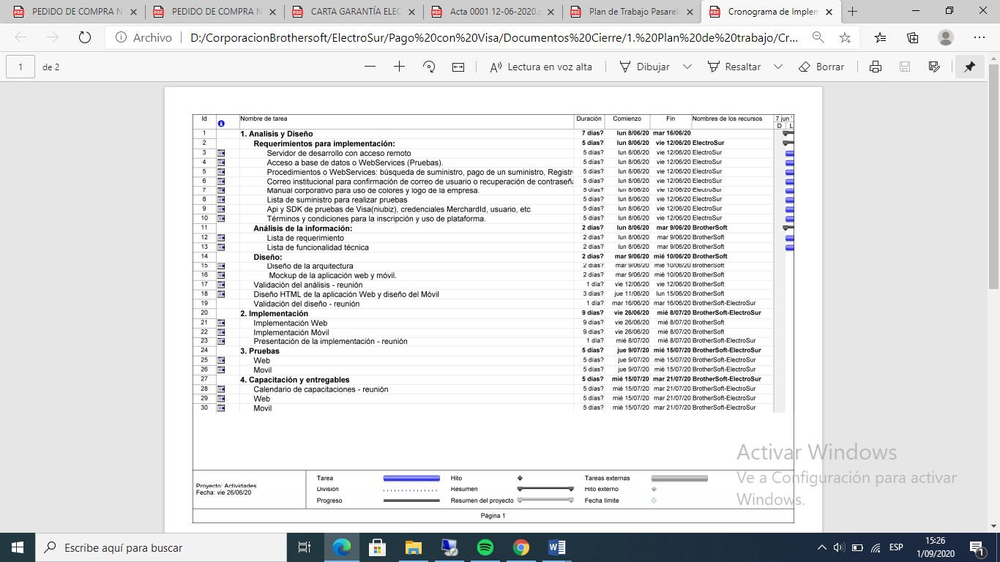 PEDIDO DE COMPRA N
PEDIDO DE COMPRA N
CARTA GARANTÍA ELEC
Acta 0001 12-06-2020.p
Plan de Trabajo Pasarel
Cronograma de Implem
Archivo
D:/CorporacionBrothersoft/ElectroSur/Pago%20con%20Visa/Documentos%20Cierre/1.%20Plan%20de%20trabajo/Cr...
1 de 2
Lectura en voz alta
Dibujar
Resaltar
Borrar
Id Nombre de tarea Duración Comienzo Fin Nombres de los recursos 7 jun '
D L
1 1. Analisis y Diseño 7 días? lun 8/06/20 mar 16/06/20
2 Requerimientos para implementación: 5 días? lun 8/06/20 vie 12/06/20 ElectroSur
3 Servidor de desarrollo con acceso remoto 5 días? lun 8/06/20 vie 12/06/20 ElectroSur
4 Acceso a base de datos o WebServices (Pruebas). 5 días? lun 8/06/20 vie 12/06/20 ElectroSur
5 Procedimientos o WebServices: búsqueda de suministro, pago de un suministro, Registr 5 días? lun 8/06/20 vie 12/06/20 ElectroSur
6 Correo institucional para confirmación de correo de usuario o recuperación de contraseña 5 días? lun 8/06/20 vie 12/06/20 ElectroSur
7 Manual corporativo para uso de colores y logo de la empresa. 5 días? lun 8/06/20 vie 12/06/20 ElectroSur
8 Lista de suministro para realizar pruebas 5 días? lun 8/06/20 vie 12/06/20 ElectroSur
9 Api y SDK de pruebas de Visa(niubiz), credenciales MerchardId, usuario, etc 5 días? lun 8/06/20 vie 12/06/20 ElectroSur
10 Términos y condiciones para la inscripción y uso de plataforma. 5 días? lun 8/06/20 vie 12/06/20 ElectroSur
11 Análisis de la información: 2 días? lun 8/06/20 mar 9/06/20 BrotherSoft
12 Lista de requerimiento 2 días? lun 8/06/20 mar 9/06/20 BrotherSoft
13 Lista de funcionalidad técnica 2 días? lun 8/06/20 mar 9/06/20 BrotherSoft
14 Diseño: 2 días? mar 9/06/20 mié 10/06/20 BrotherSoft
15 Diseño de la arquitectura 2 días? mar 9/06/20 mié 10/06/20 BrotherSoft
16 Mockup de la aplicación web y móvil. 2 días? mar 9/06/20 mié 10/06/20 BrotherSoft
17 Validación del análisis - reunión 1 día? vie 12/06/20 vie 12/06/20 BrotherSoft
18 Diseño HTML de la aplicación Web y diseño del Móvil 3 días? jue 11/06/20 lun 15/06/20 BrotherSoft
19 Validación del diseño - reunión 1 día? mar 16/06/20 mar 16/06/20 BrotherSoft-ElectroSur
20 2. Implementación 9 días? vie 26/06/20 mié 8/07/20 BrotherSoft-ElectroSur
21 Implementación Web 9 días? vie 26/06/20 mié 8/07/20 BrotherSoft
22 Implementación Móvil 9 días? vie 26/06/20 mié 8/07/20 BrotherSoft
23 Presentación de la implementación - reunión 1 día? mié 8/07/20 mié 8/07/20 BrotherSoft-ElectroSur
24 3. Pruebas 5 días? jue 9/07/20 mié 15/07/20 BrotherSoft-ElectroSur
25 Web 5 días? jue 9/07/20 mié 15/07/20 BrotherSoft-ElectroSur
26 Movil 5 días? jue 9/07/20 mié 15/07/20 BrotherSoft-ElectroSur
27 4. Capacitación y entregables 5 días? mié 15/07/20 mar 21/07/20 BrotherSoft-ElectroSur
28 Calendario de capacitaciones - reunión 5 días? mié 15/07/20 mar 21/07/20 BrotherSoft-ElectroSur
29 Web 5 días? mié 15/07/20 mar 21/07/20 BrotherSoft-ElectroSur
30 Movil 5 días? mié 15/07/20 mar 21/07/20 BrotherSoft-ElectroSur
Proyecto: Actividades
Fecha: vie 26/06/20
Tarea Hito Tareas externas
División Resumen Hito externo
Progreso Resumen del proyecto Fecha límite
Página 1
Activar Windows
Ve a Configuración para activar
Windows.
Escribe aquí para buscar
ESP
15:26
1/09/2020
1